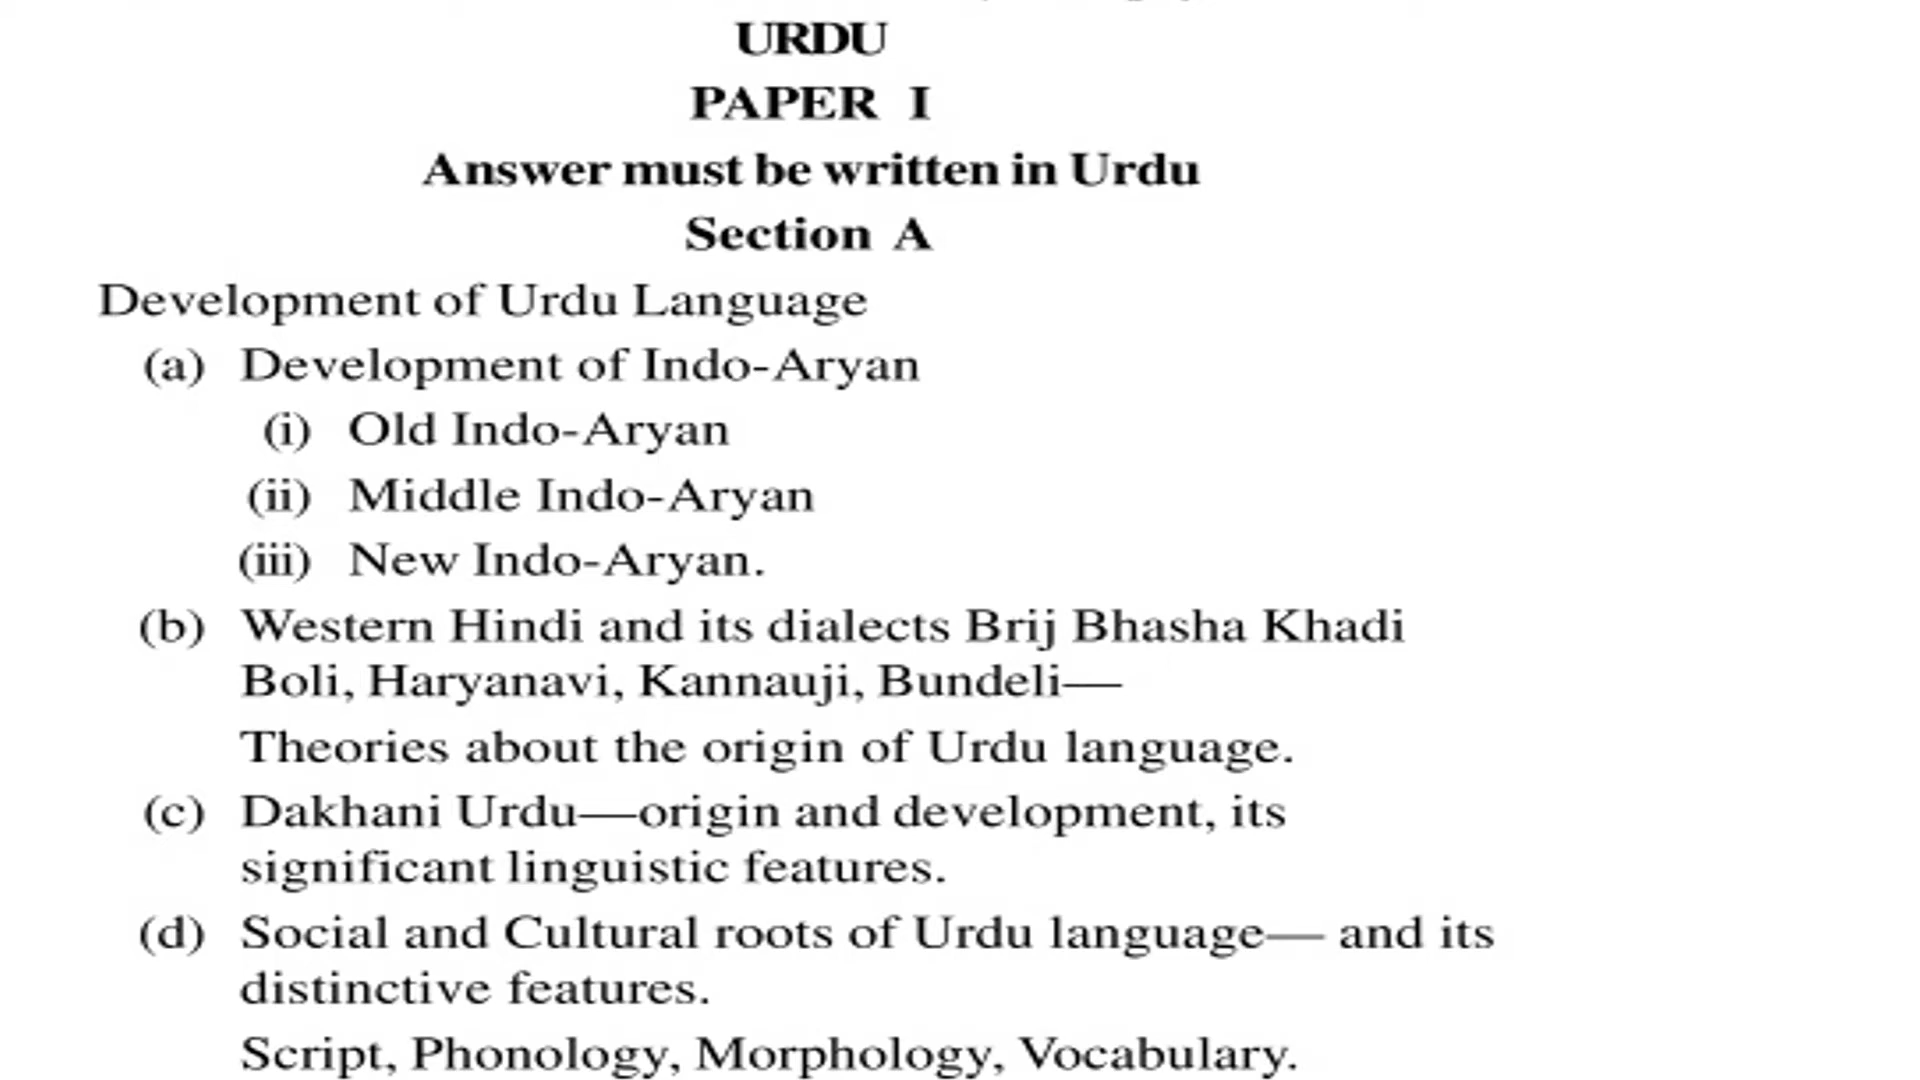 URDU
PAPER I
Answer must be written in Urdu
Section A
Development of Urdu Language
(a) Development of Indo-Aryan
(i) Old Indo-Aryan
(ii) Middle Indo-Aryan
(iii) New Indo-Aryan.
(b) Western Hindi and its dialects Brij Bhasha Khadi
Boli, Haryanavi, Kannauji, Bundeli—
Theories about the origin of Urdu language.
(c) Dakhani Urdu—origin and development, its
significant linguistic features.
(d) Social and Cultural roots of Urdu language— and its
distinctive features.
Script, Phonology, Morphology, Vocabulary.